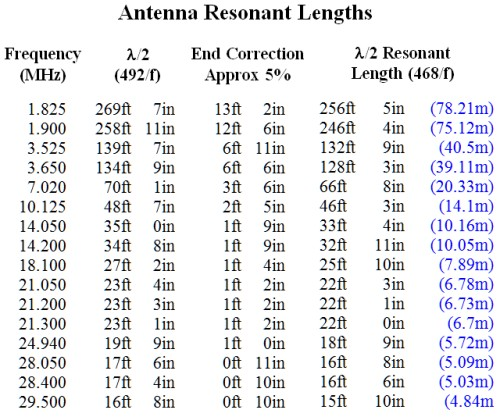 Antenna Resonant Lengths
Frequency λ/2 End Correction λ/2 Resonant
(MHz) (492/f) Approx 5% Length (468/f)
1.825 269ft 7in 13ft 2in 256ft 5in (78.21m)
1.900 258ft 11in 12ft 6in 246ft 4in (75.12m)
3.525 139ft 7in 6ft 11in 132ft 9in (40.5m)
3.650 134ft 9in 6ft 6in 128ft 3in (39.11m)
7.020 70ft 1in 3ft 6in 66ft 8in (20.33m)
10.125 48ft 7in 2ft 5in 46ft 3in (14.1m)
14.050 35ft 0in 1ft 9in 33ft 4in (10.16m)
14.200 34ft 8in 1ft 9in 32ft 11in (10.05m)
18.100 27ft 2in 1ft 4in 25ft 10in (7.89m)
21.050 23ft 4in 1ft 2in 22ft 3in (6.78m)
21.200 23ft 3in 1ft 2in 22ft 1in (6.73m)
21.300 23ft 1in 1ft 2in 22ft 0in (6.7m)
24.940 19ft 9in 1ft 0in 18ft 9in (5.72m)
28.050 17ft 6in 0ft 11in 16ft 8in (5.09m)
28.400 17ft 4in 0ft 10in 16ft 6in (5.03m)
29.500 16ft 8in 0ft 10in 15ft 10in (4.84m